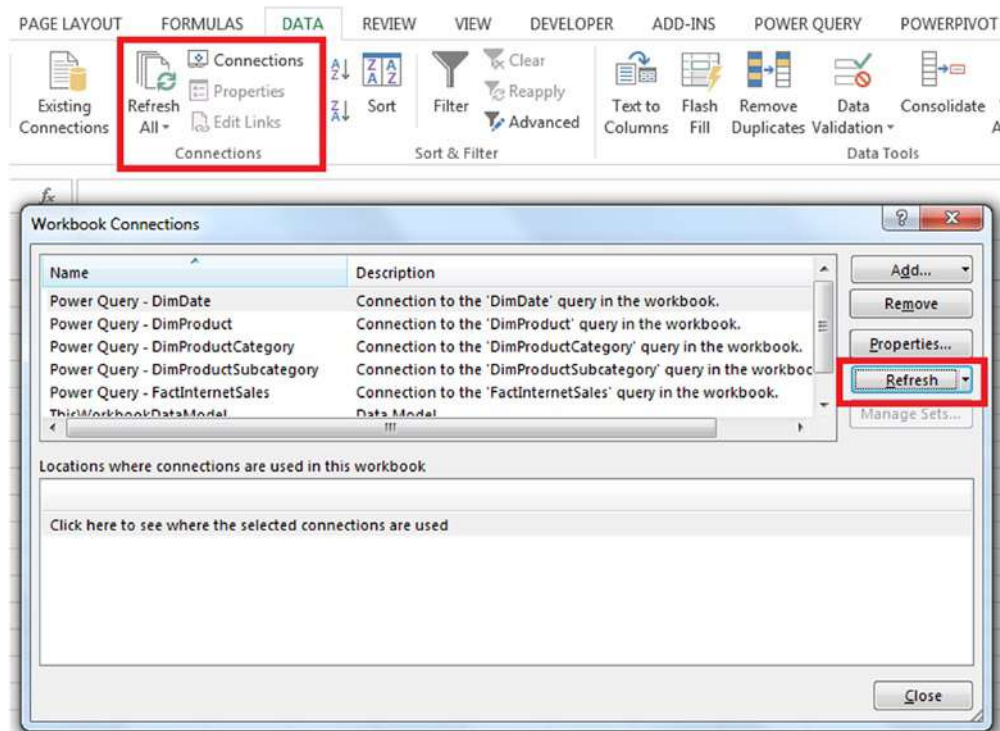 PAGE LAYOUT FORMULAS DATA REVIEW VIEW DEVELOPER ADD-INS POWER QUERY POWERPIVOT
Existing
Connections
Refresh
All
Connections
Properties
Edit Links
Connections
Sort
Filter
Clear
Reapply
Advanced
Sort & Filter
Text to
Columns
Flash
Fill
Remove
Duplicates
Data
Validation
Consolidate
Data Tools
fx
Workbook Connections
Name Description
Power Query - DimDate Connection to the 'DimDate' query in the workbook.
Power Query - DimProduct Connection to the 'DimProduct' query in the workbook.
Power Query - DimProductCategory Connection to the 'DimProductCategory' query in the workbook.
Power Query - DimProductSubcategory Connection to the 'DimProductSubcategory' query in the workboo
Power Query - FactInternetSales Connection to the 'FactInternetSales' query in the workbook.
ThisWorkbookDataModel Data Model
Add...
Remove
Properties...
Refresh
Manage Sets...
Locations where connections are used in this workbook
Click here to see where the selected connections are used
Close